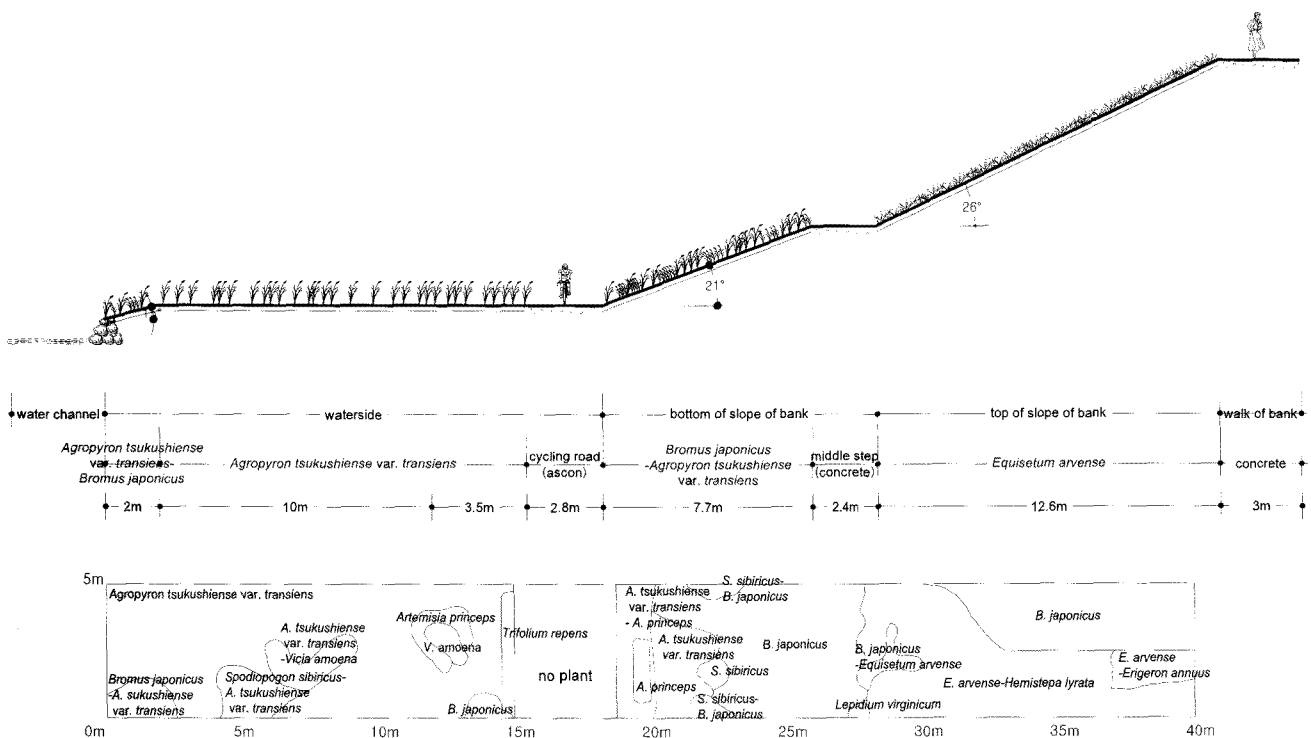 26°
21°
water channel
waterside
bottom of slope of bank
top of slope of bank
walk of bank
Agropyron tsukushiense
var. transiens-
Bromus japonicus
Agropyron tsukushiense var. transiens
cycling road
(ascon)
Bromus japonicus
-Agropyron tsukushiense
var. transiens
middle step
(concrete)
Equisetum arvense
concrete
2m
10m
3.5m
2.8m
7.7m
2.4m
12.6m
3m
5m
Agropyron tsukushiense var. transiens
A. tsukushiense
var. transiens
-Vicia amoena
Artemisia princeps
V. amoena
Trifolium repens
Bromus japonicus
-A. sukushiense
var. transiens
Spodiopogon sibiricus-
A. tsukushiense
var. transiens
B. japonicus
no plant
A. tsukushiense
var. transiens
- A. princeps
S. sibiricus-
B. japonicus
A. tsukushiense
var. transiens
B. japonicus
S. sibiricus
A. princeps
S. sibiricus-
B. japonicus
B. japonicus
-Equisetum arvense
Lepidium virginicum
B. japonicus
E. arvense-Hemistepa lyrata
E. arvense
-Erigeron annuus
0m
5m
10m
15m
20m
25m
30m
35m
40m